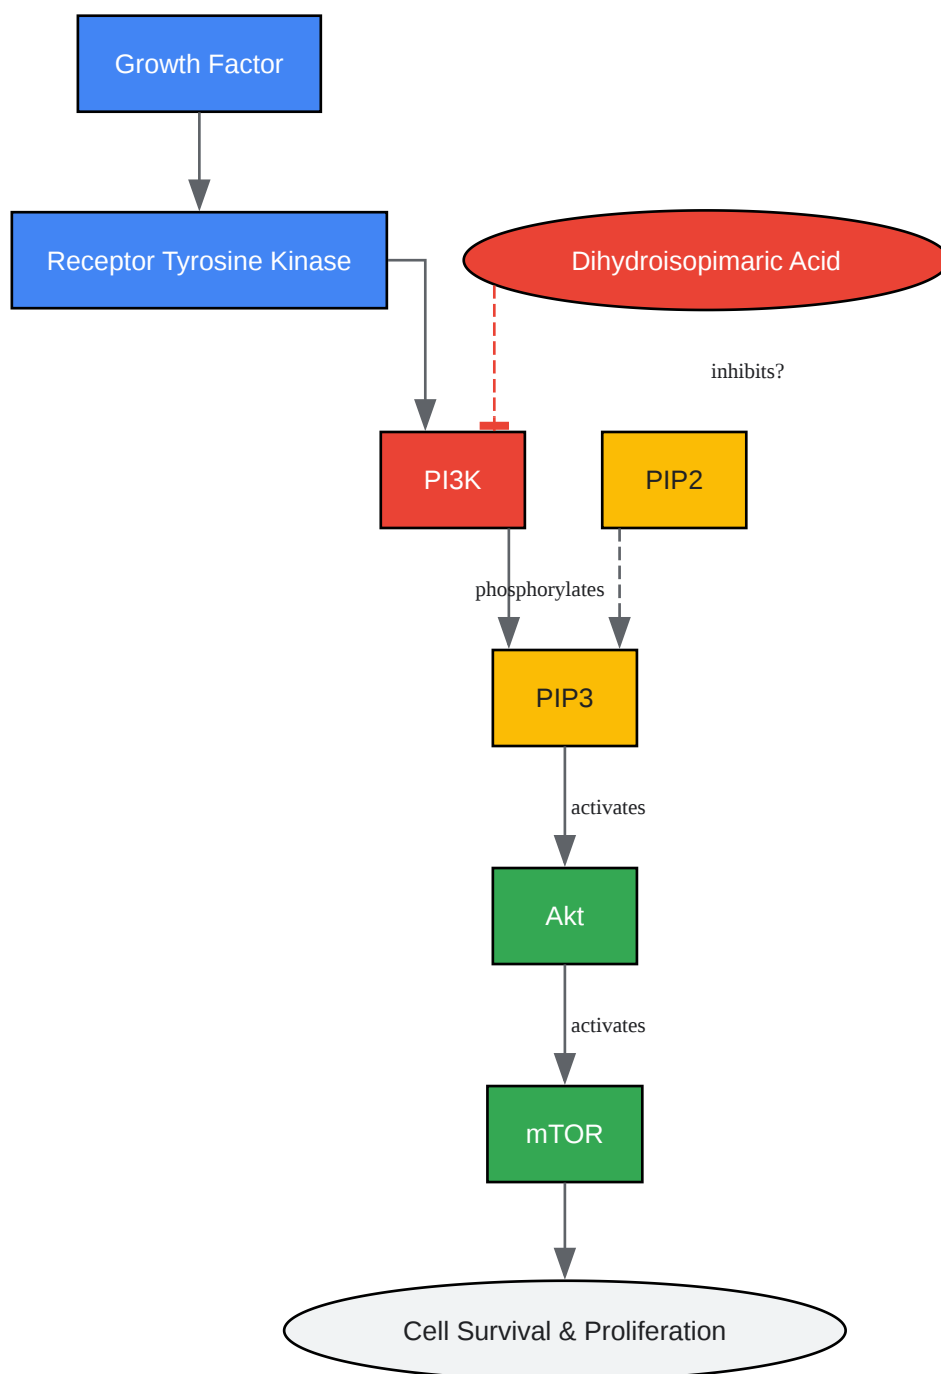 Growth Factor
Receptor Tyrosine Kinase
Dihydroisopimaric Acid
inhibits?
PI3K
PIP2
phosphorylates
PIP3
activates
Akt
activates
mTOR
Cell Survival & Proliferation